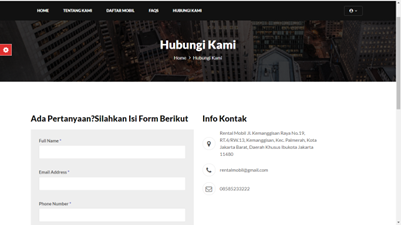 HOME TENTANG KAMI DAFTAR MOBIL FAQS HUBUNGI KAMI
Hubungi Kami
Home > Hubungi Kami
Ada Pertanyaan?Silahkan Isi Form Berikut
Full Name *
Email Address *
Phone Number *
Info Kontak
Rental Mobil Jl. Kemanggisan Raya No.19,
RT.6/RW.13, Kemanggisan, Kec. Palmerah, Kota
Jakarta Barat, Daerah Khusus Ibukota Jakarta
11480
rentalmobil@gmail.com
08585233222